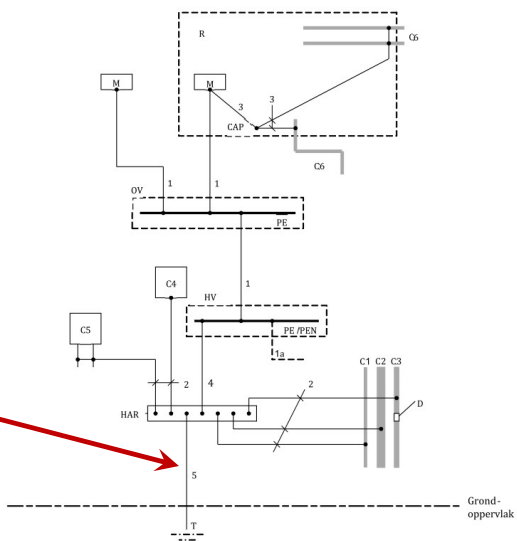 R
C6
M
M
3
3
CAP
C6
1
1
OV
PE
C4
1
HV
C5
PE /PEN
1a
C1 C2 C3
2
4
2
D
HAR
5
Grond-
oppervlak
T